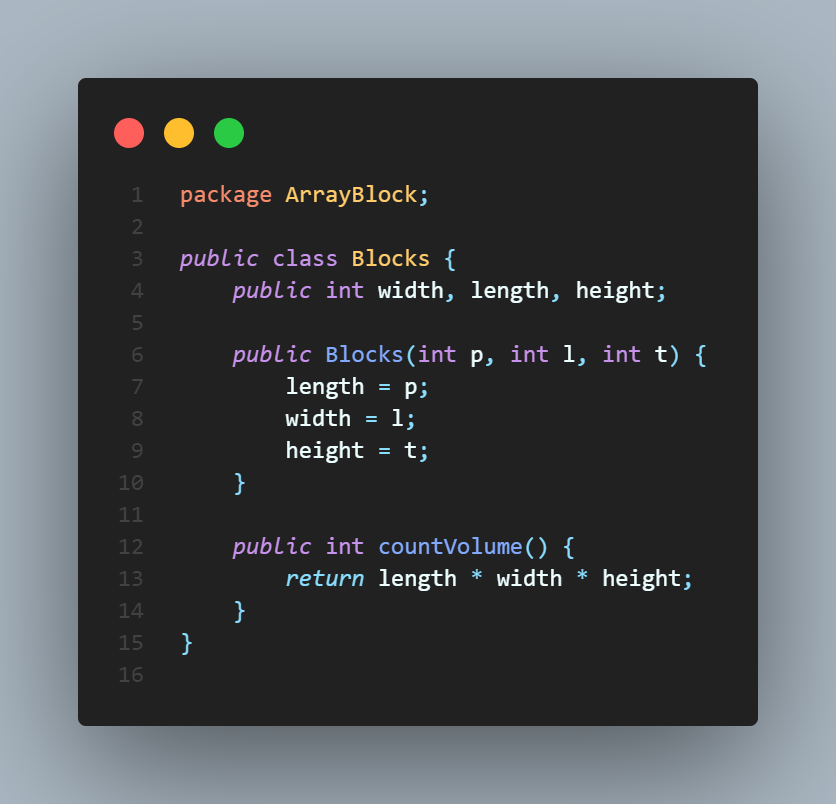 1 package ArrayBlock;
2
3 public class Blocks {
4     public int width, length, height;
5
6     public Blocks(int p, int l, int t) {
7         length = p;
8         width = l;
9         height = t;
10     }
11
12     public int countVolume() {
13         return length * width * height;
14     }
15 }
16